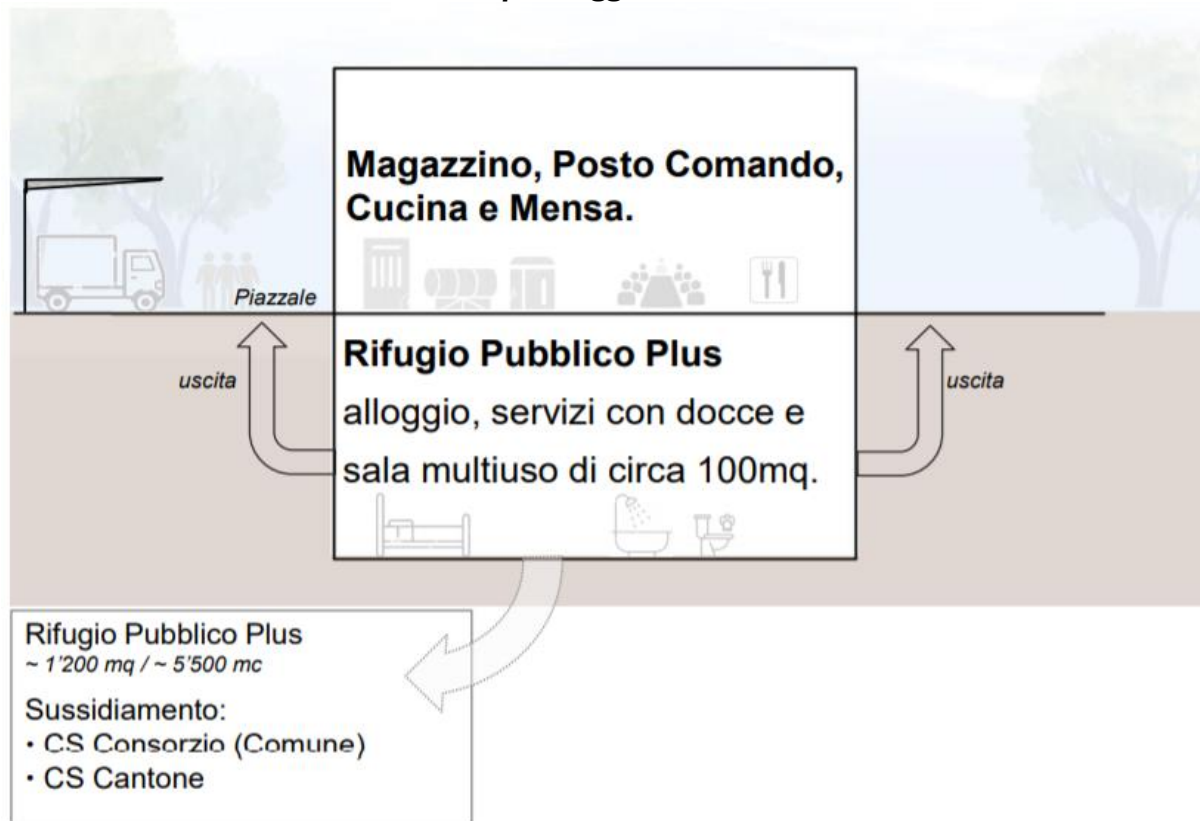 Magazzino, Posto Comando,
Cucina e Mensa.
Piazzale
Rifugio Pubblico Plus
uscita
uscita
alloggio, servizi con docce e
sala multiuso di circa 100mq.
Rifugio Pubblico Plus
~ 1'200 mq / ~ 5'500 mc
Sussidiamento:
• CS Consorzio (Comune)
• CS Cantone